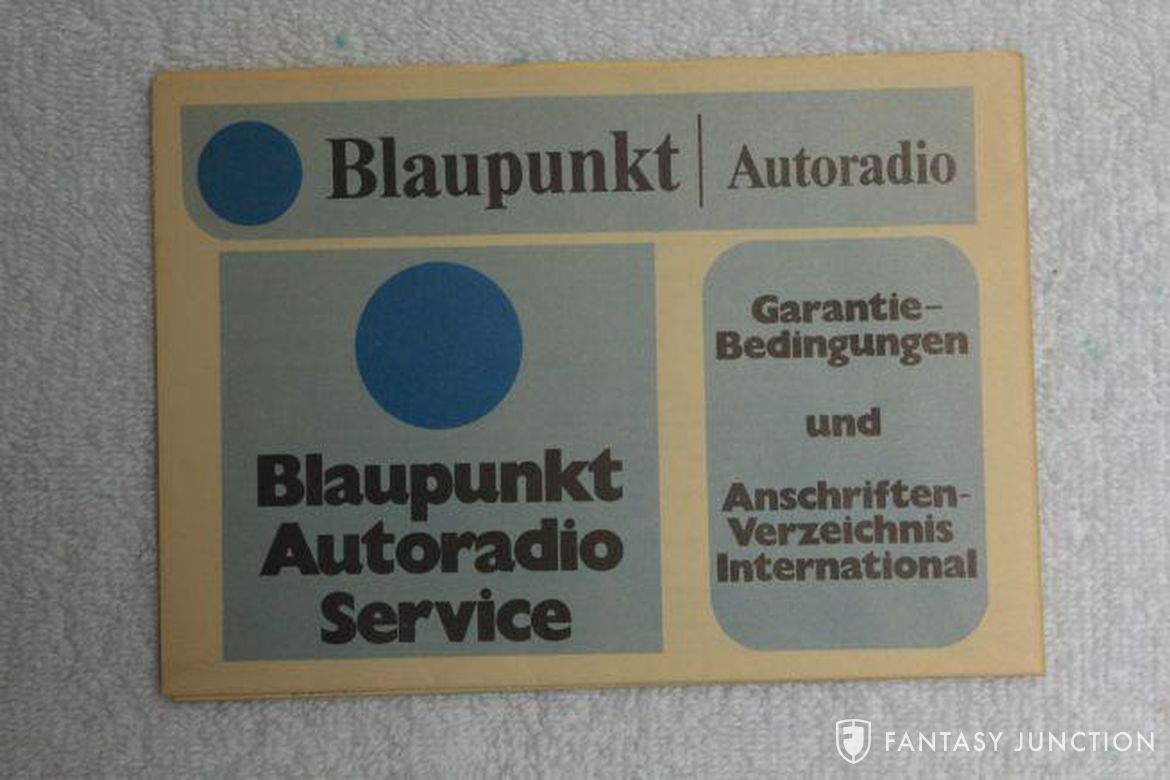 Blaupunkt | Autoradio
Blaupunkt
Autoradio
Service
Garantie-
Bedingungen
und
Anschriften-
Verzeichnis
International
FANTASY JUNCTION